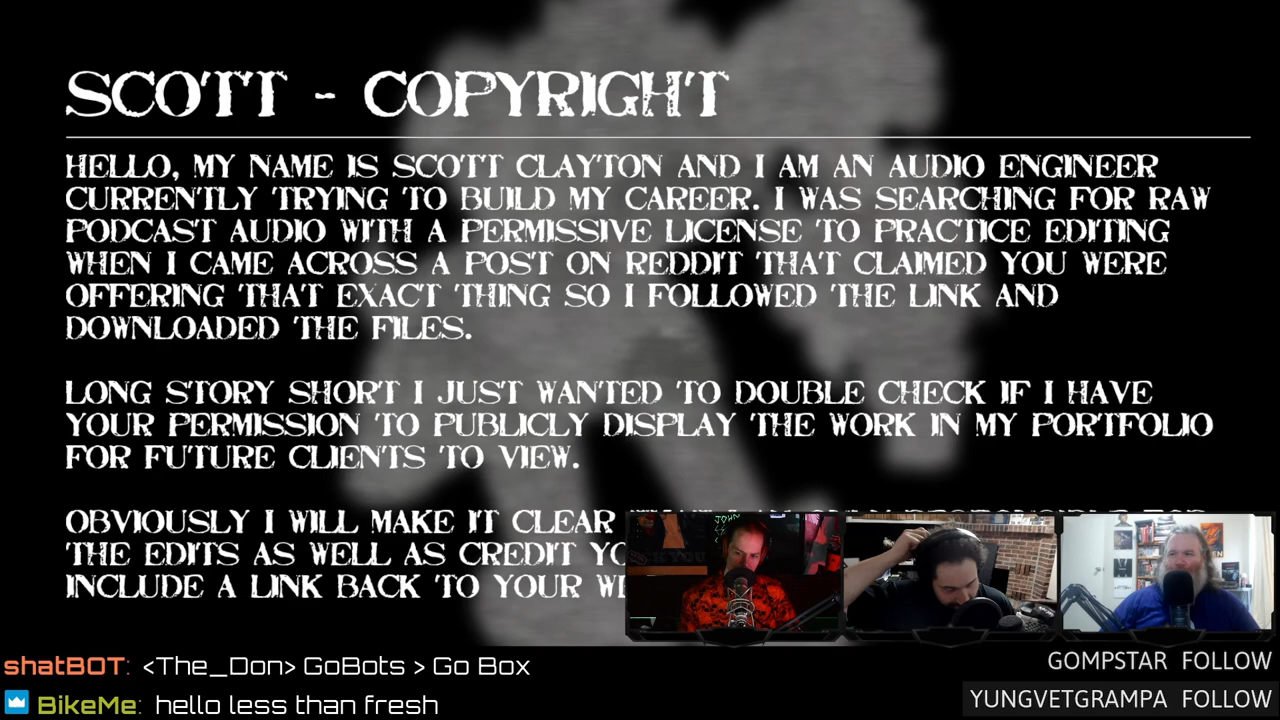 SCOTT - COPYRIGHT
HELLO, MY NAME IS SCOTT CLAYTON AND I AM AN AUDIO ENGINEER
CURRENTLY TRYING TO BUILD MY CAREER. I WAS SEARCHING FOR RAW
PODCAST AUDIO WITH A PERMISSIVE LICENSE TO PRACTICE EDITING
WHEN I CAME ACROSS A POST ON REDDIT THAT CLAIMED YOU WERE
OFFERING THAT EXACT THING SO I FOLLOWED THE LINK AND
DOWNLOADED THE FILES.
LONG STORY SHORT I JUST WANTED TO DOUBLE CHECK IF I HAVE
YOUR PERMISSION TO PUBLICLY DISPLAY THE WORK IN MY PORTFOLIO
FOR FUTURE CLIENTS TO VIEW.
OBVIOUSLY I WILL MAKE IT CLEAR
THE EDITS AS WELL AS CREDIT YO
INCLUDE A LINK BACK TO YOUR WE
JOHN
shatBOT: <The_Don> GoBots > Go Box
BikeMe: hello less than fresh
GOMPSTAR FOLLOW
YUNGVETGRAMPA FOLLOW